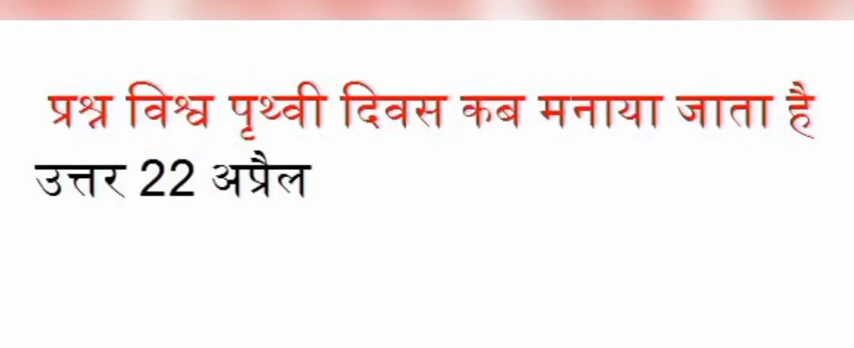 प्रश्न विश्व पृथ्वी दिवस कब मनाया जाता है
उत्तर 22 अप्रैल